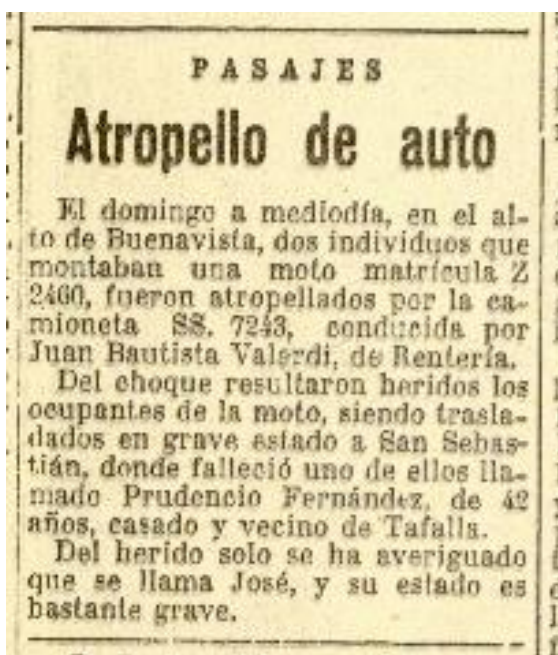 PASAJES
Atropello de auto
El domingo a mediodía, en el al-
to de Buenavista, dos individuos que
montaban una moto matrícula Z
2460, fueron atropellados por la ca-
mioneta SS. 7243, conducida por
Juan Bautista Valerdi, de Rentería.
Del choque resultaron heridos los
ocupantes de la moto, siendo trasla-
dados en grave estado a San Sebas-
tián, donde falleció uno de ellos lla-
mado Prudencio Fernández, de 42
años, casado y vecino de Tafalla.
Del herido solo se ha averiguado
que se llama José, y su estado es
bastante grave.